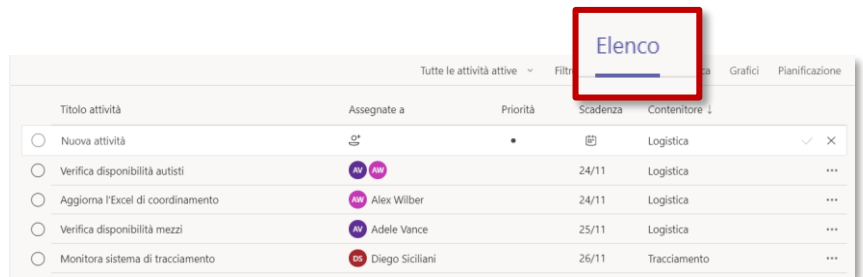 Elenco
Tutte le attività attive Grafici Pianificazione
Titolo attività Assegnate a Priorità Scadenza Contenitore ↓
Nuova attività Logistica
Verifica disponibilità autisti AV AW 24/11 Logistica
Aggiorna l'Excel di coordinamento AW Alex Wilber 24/11 Logistica
Verifica disponibilità mezzi AV Adele Vance 25/11 Logistica
Monitora sistema di tracciamento DS Diego Siciliani 26/11 Tracciamento